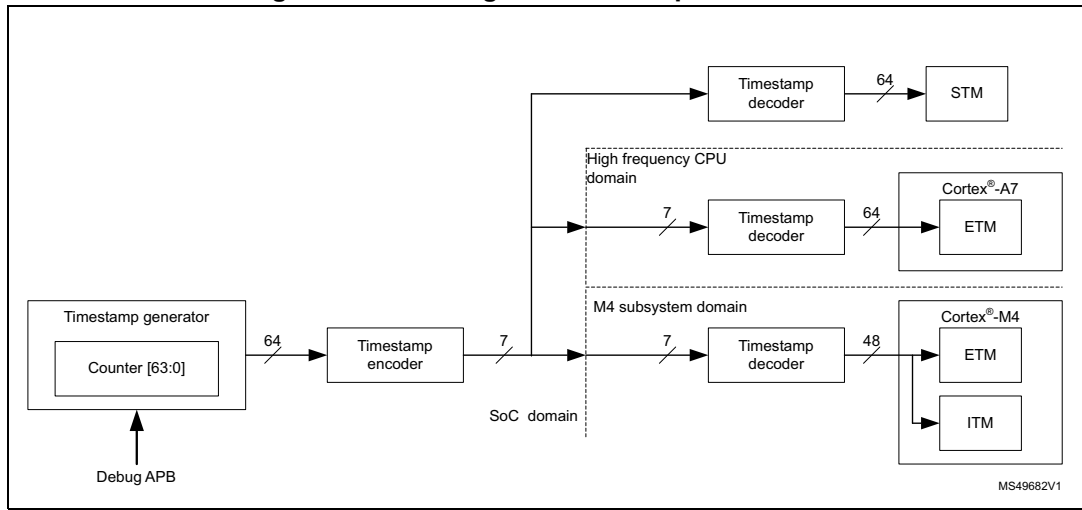 Timestamp
decoder
64
STM
High frequency CPU
domain
7
Timestamp
decoder
64
Cortex®-A7
ETM
M4 subsystem domain
Timestamp generator
Counter [63:0]
64
Timestamp
encoder
7
7
Timestamp
decoder
48
Cortex®-M4
ETM
ITM
SoC domain
Debug APB
MS49682V1